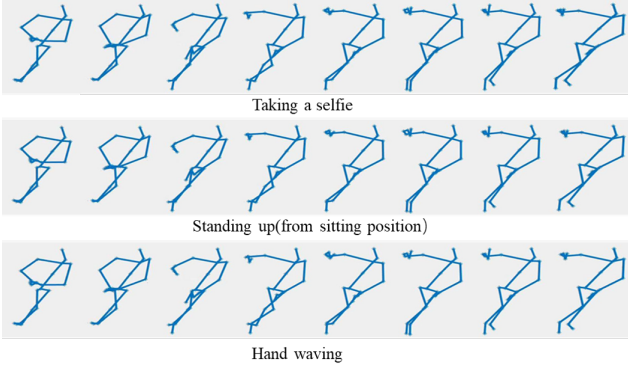 Taking a selfie
Standing up(from sitting position）
Hand waving